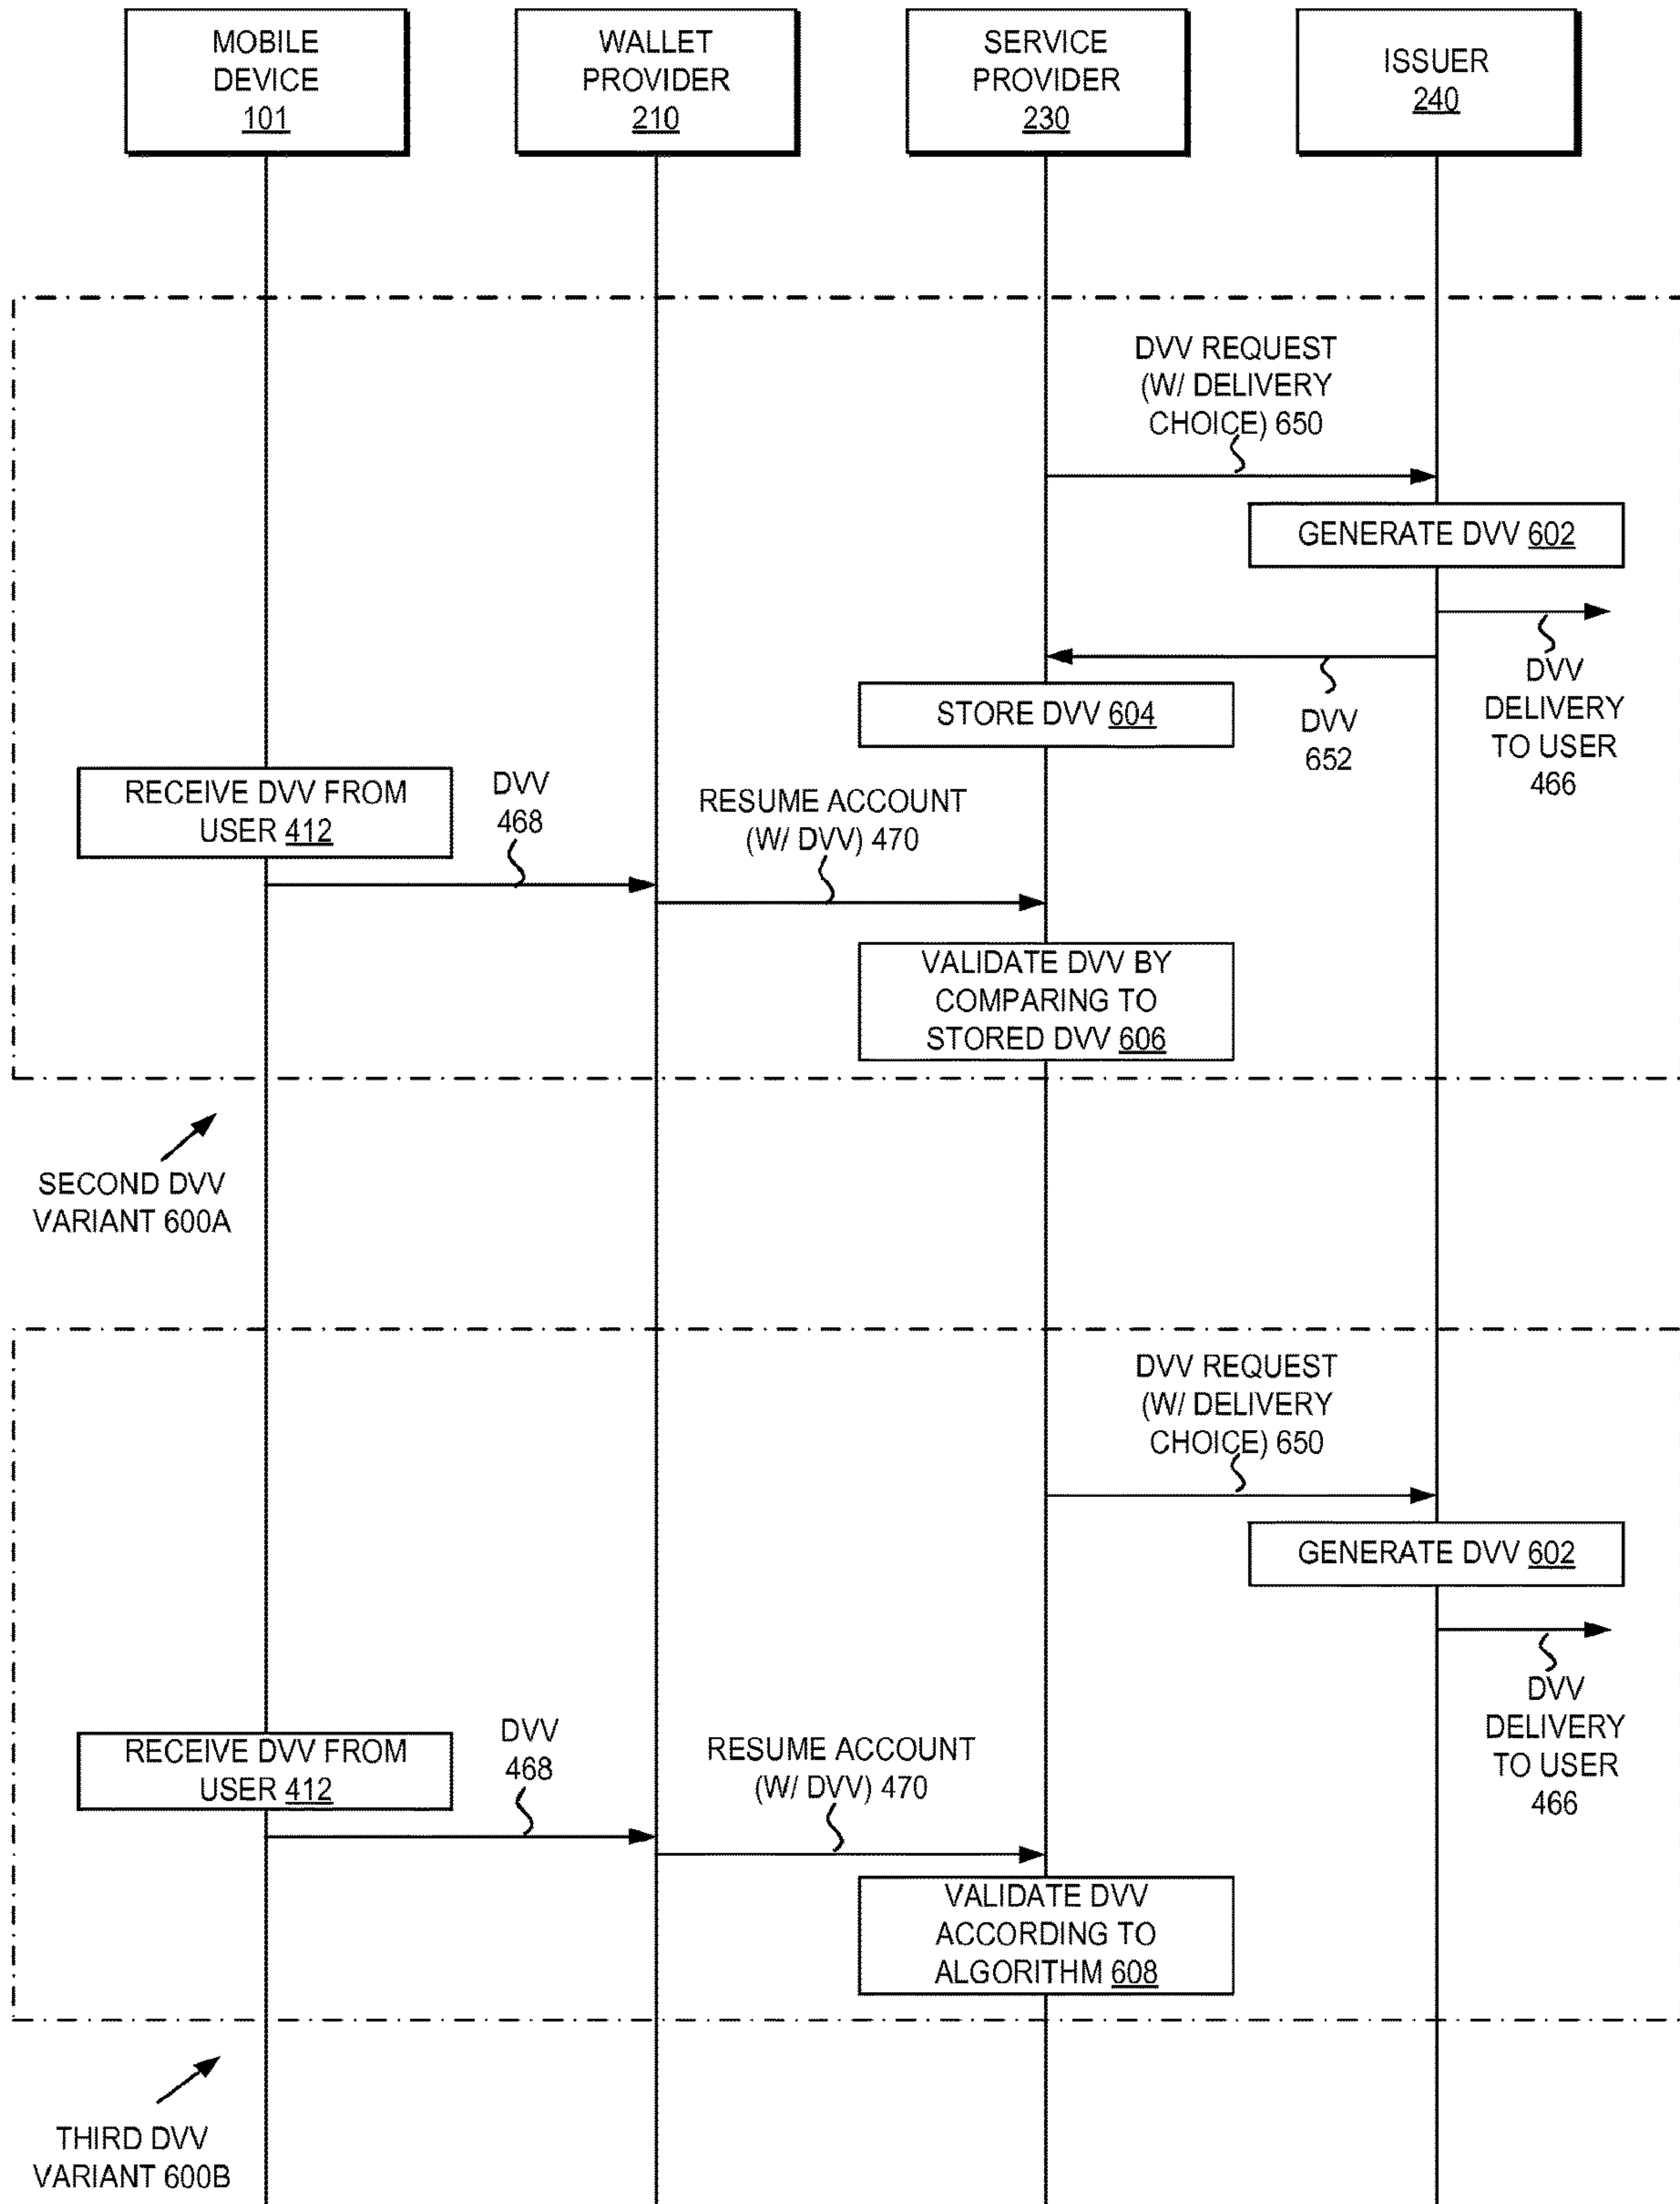 MOBILE
DEVICE
101
WALLET
PROVIDER
210
SERVICE
PROVIDER
230
ISSUER
240
DVV REQUEST
(W/ DELIVERY
CHOICE) 650
GENERATE DVV 602
DVV
DELIVERY
TO USER
466
DVV
652
STORE DVV 604
RECEIVE DVV FROM
USER 412
DVV
468
RESUME ACCOUNT
(W/ DVV) 470
VALIDATE DVV BY
COMPARING TO
STORED DVV 606
SECOND DVV
VARIANT 600A
DVV REQUEST
(W/ DELIVERY
CHOICE) 650
GENERATE DVV 602
DVV
DELIVERY
TO USER
466
RECEIVE DVV FROM
USER 412
DVV
468
RESUME ACCOUNT
(W/ DVV) 470
VALIDATE DVV
ACCORDING TO
ALGORITHM 608
THIRD DVV
VARIANT 600B